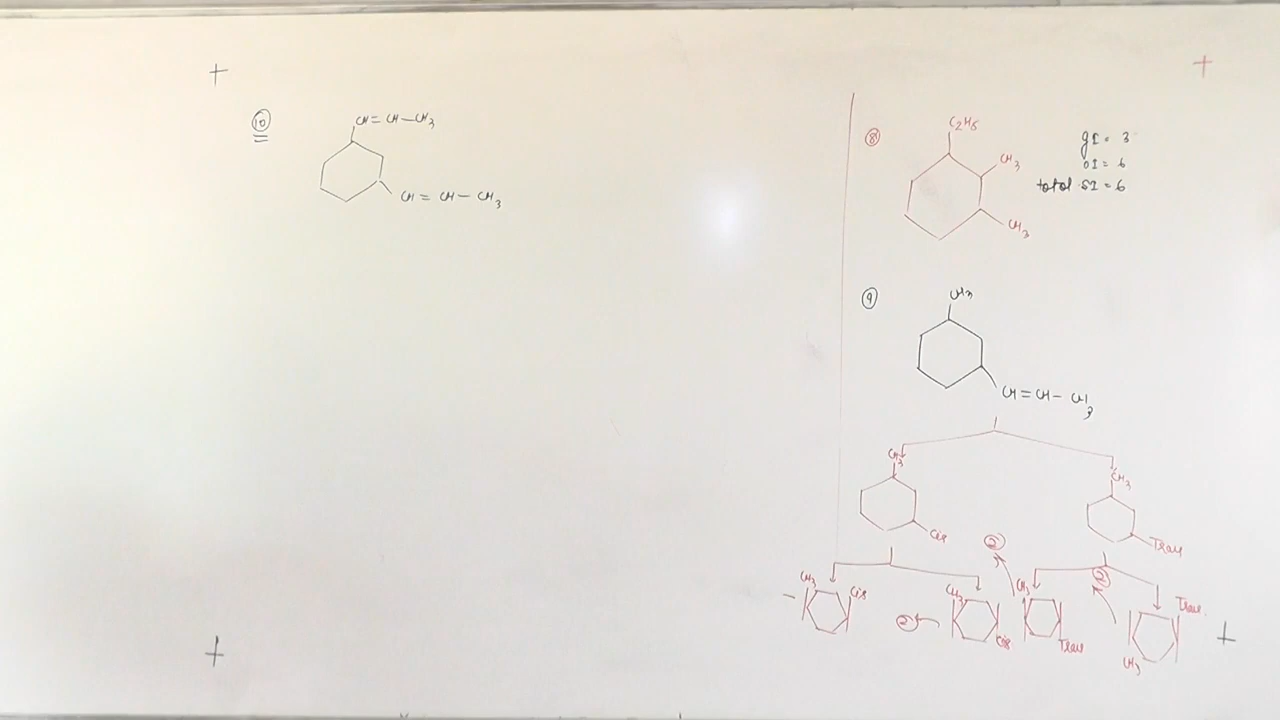 10
CH = CH – CH3
CH = CH – CH3
8
C2H5
CH3
CH3
gI = 3
oI = 6
total SI = 6
9
CH3
CH = CH – CH3
CH3
Cis
CH3
Trans
CH3
Cis
2
CH3
Cis
2
CH3
Trans
2
Trans
CH3